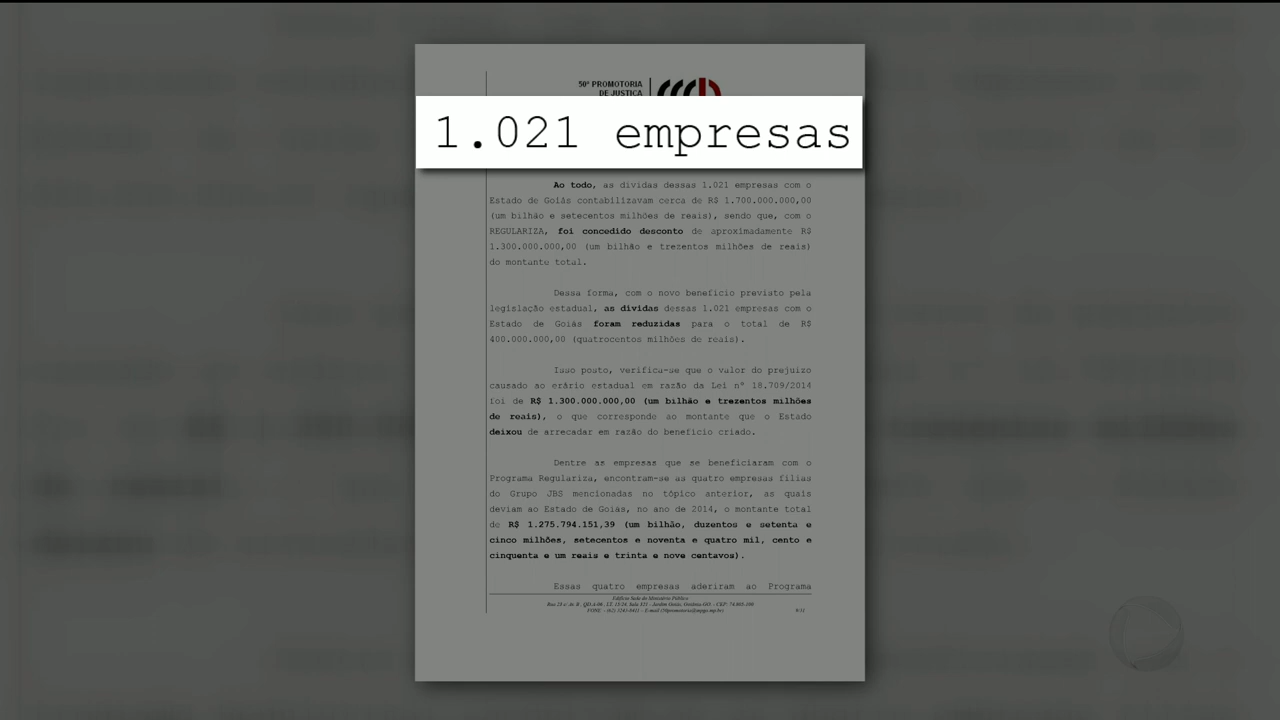 50ª PROMOTORIA
DE JUSTIÇA
1.021 empresas
Ao todo, as dívidas dessas 1.021 empresas com o
Estado de Goiás contabilizavam cerca de R$ 1.700.000.000,00
(um bilhão e setecentos milhões de reais), sendo que, com o
REGULARIZA, foi concedido desconto de aproximadamente R$
1.300.000.000,00 (um bilhão e trezentos milhões de reais)
do montante total.
Dessa forma, com o novo benefício previsto pela
legislação estadual, as dívidas dessas 1.021 empresas com o
Estado de Goiás foram reduzidas para o total de R$
400.000.000,00 (quatrocentos milhões de reais).
Isso posto, verifica-se que o valor do prejuízo
causado ao erário estadual em razão da Lei nº 18.709/2014
foi de R$ 1.300.000.000,00 (um bilhão e trezentos milhões
de reais), o que corresponde ao montante que o Estado
deixou de arrecadar em razão do benefício criado.
Dentre as empresas que se beneficiaram com o
Programa Regulariza, encontram-se as quatro empresas filias
do Grupo JBS mencionadas no tópico anterior, as quais
deviam ao Estado de Goiás, no ano de 2014, o montante total
de R$ 1.275.794.151,39 (um bilhão, duzentos e setenta e
cinco milhões, setecentos e noventa e quatro mil, cento e
cinquenta e um reais e trinta e nove centavos).
Essas quatro empresas aderiram ao Programa
Edifício Sede do Ministério Público